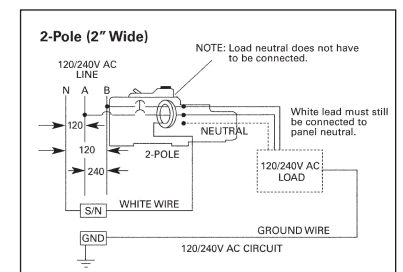 2-Pole (2” Wide)
NOTE: Load neutral does not have
to be connected.
120/240V AC
LINE
N A B
White lead must still
be connected to
panel neutral.
120
NEUTRAL
120
2-POLE
120/240V AC
LOAD
240
WHITE WIRE
S/N
GROUND WIRE
GND
120/240V AC CIRCUIT